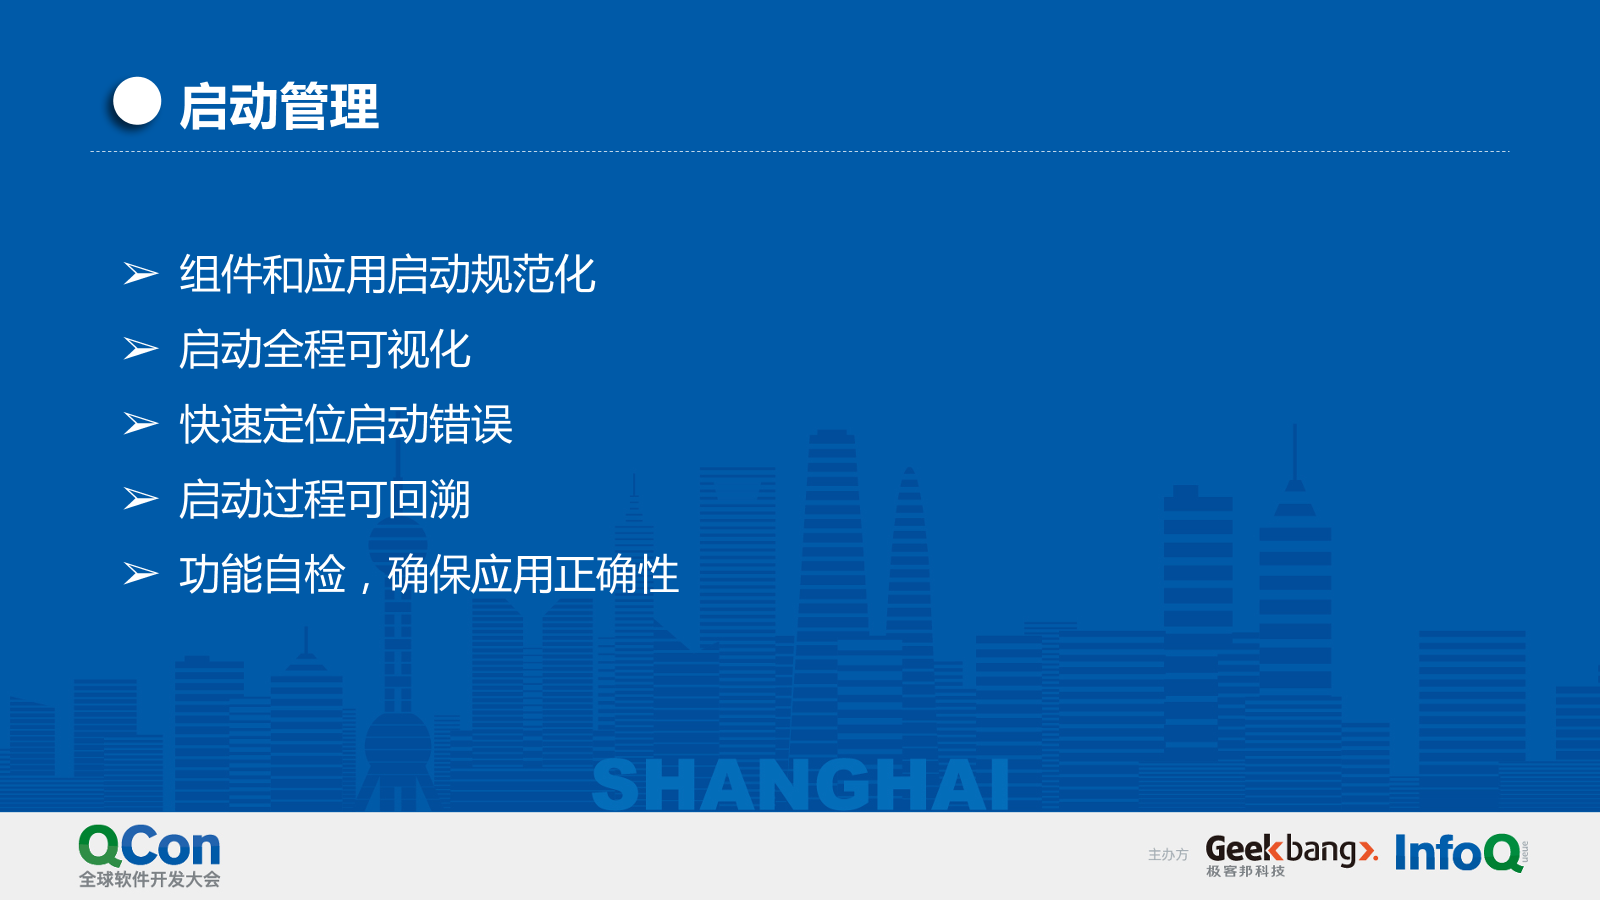 启动管理
➢ 组件和应用启动规范化
➢ 启动全程可视化
➢ 快速定位启动错误
➢ 启动过程可回溯
➢ 功能自检，确保应用正确性
SHANGHAI
QCon
全球软件开发大会
主办方
Geekbang
极客邦科技
InfoQ
ueue